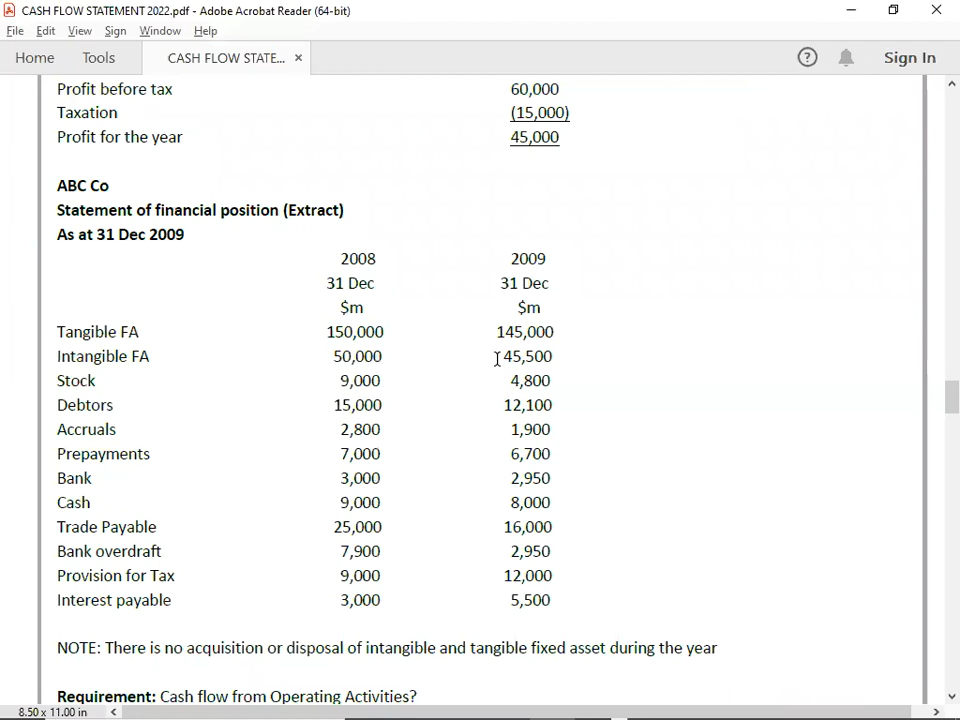 CASH FLOW STATEMENT 2022.pdf - Adobe Acrobat Reader (64-bit)
File Edit View Sign Window Help
Home Tools CASH FLOW STATE... × ? Sign In
Profit before tax 60,000
Taxation (15,000)
Profit for the year 45,000
ABC Co
Statement of financial position (Extract)
As at 31 Dec 2009
2008 2009
31 Dec 31 Dec
$m $m
Tangible FA 150,000 145,000
Intangible FA 50,000 45,500
Stock 9,000 4,800
Debtors 15,000 12,100
Accruals 2,800 1,900
Prepayments 7,000 6,700
Bank 3,000 2,950
Cash 9,000 8,000
Trade Payable 25,000 16,000
Bank overdraft 7,900 2,950
Provision for Tax 9,000 12,000
Interest payable 3,000 5,500
NOTE: There is no acquisition or disposal of intangible and tangible fixed asset during the year
Requirement: Cash flow from Operating Activities?
8.50 x 11.00 in